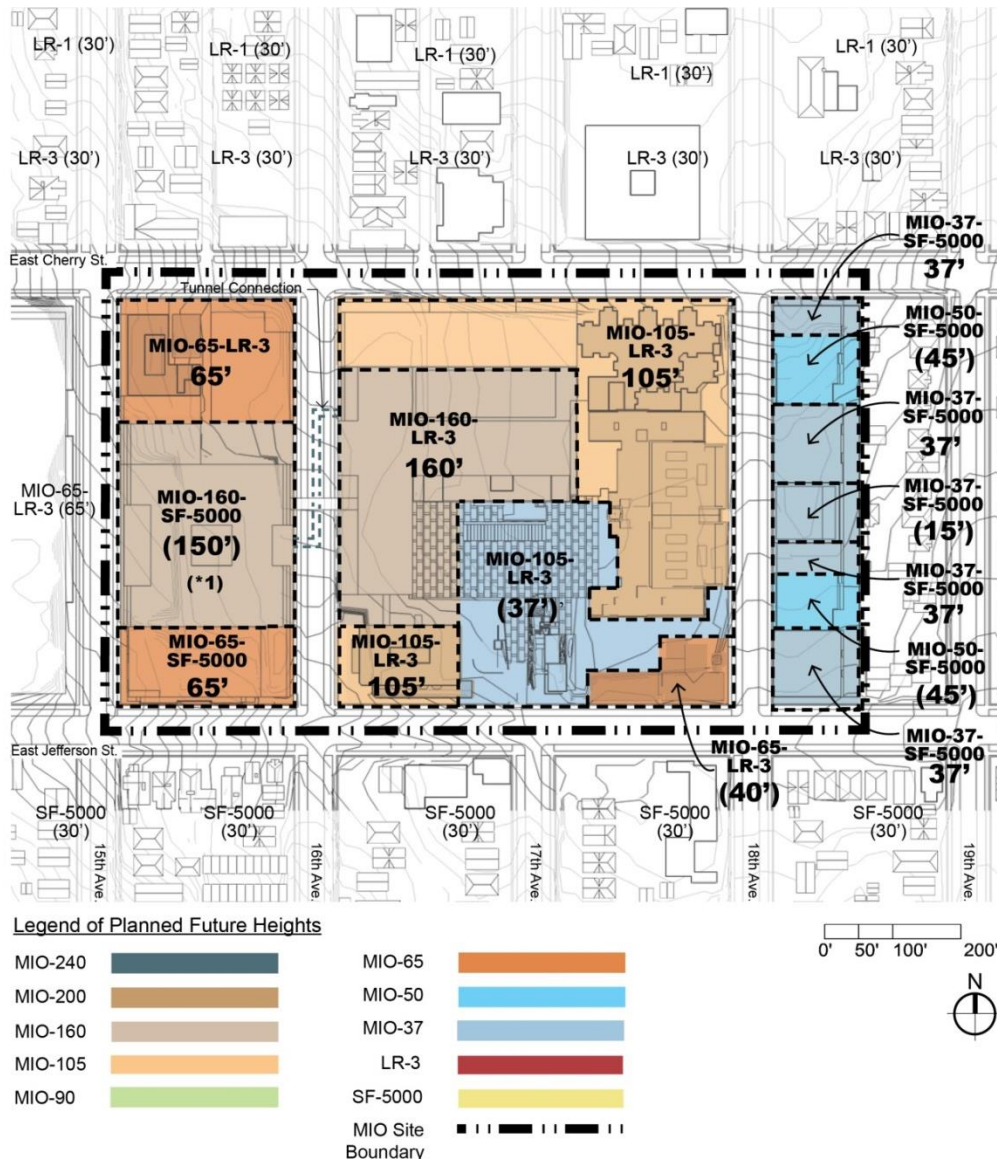 LR-1 (30')
LR-1 (30')
LR-1 (30')
LR-1 (30')
LR-1 (30')
LR-3 (30')
LR-3 (30')
LR-3 (30')
LR-3 (30')
LR-3 (30')
East Cherry St.
Tunnel Connection
MIO-65-LR-3
65'
MIO-160-
SF-5000
(150')
(*1)
MIO-65-
SF-5000
65'
MIO-65-
LR-3 (65')
MIO-160-
LR-3
160'
MIO-105-
LR-3
105'
MIO-105-
LR-3
(37')
MIO-105-
LR-3
105'
MIO-65-
LR-3
(40')
MIO-37-
SF-5000
37'
MIO-50-
SF-5000
(45')
MIO-37-
SF-5000
37'
MIO-37-
SF-5000
(15')
MIO-37-
SF-5000
37'
MIO-50-
SF-5000
(45')
MIO-37-
SF-5000
37'
East Jefferson St.
SF-5000
(30')
SF-5000
(30')
SF-5000
(30')
SF-5000
(30')
SF-5000
(30')
15th Ave.
16th Ave.
17th Ave.
18th Ave.
19th Ave.
Legend of Planned Future Heights
MIO-240
MIO-200
MIO-160
MIO-105
MIO-90
MIO-65
MIO-50
MIO-37
LR-3
SF-5000
MIO Site
Boundary
0' 50' 100' 200'
N